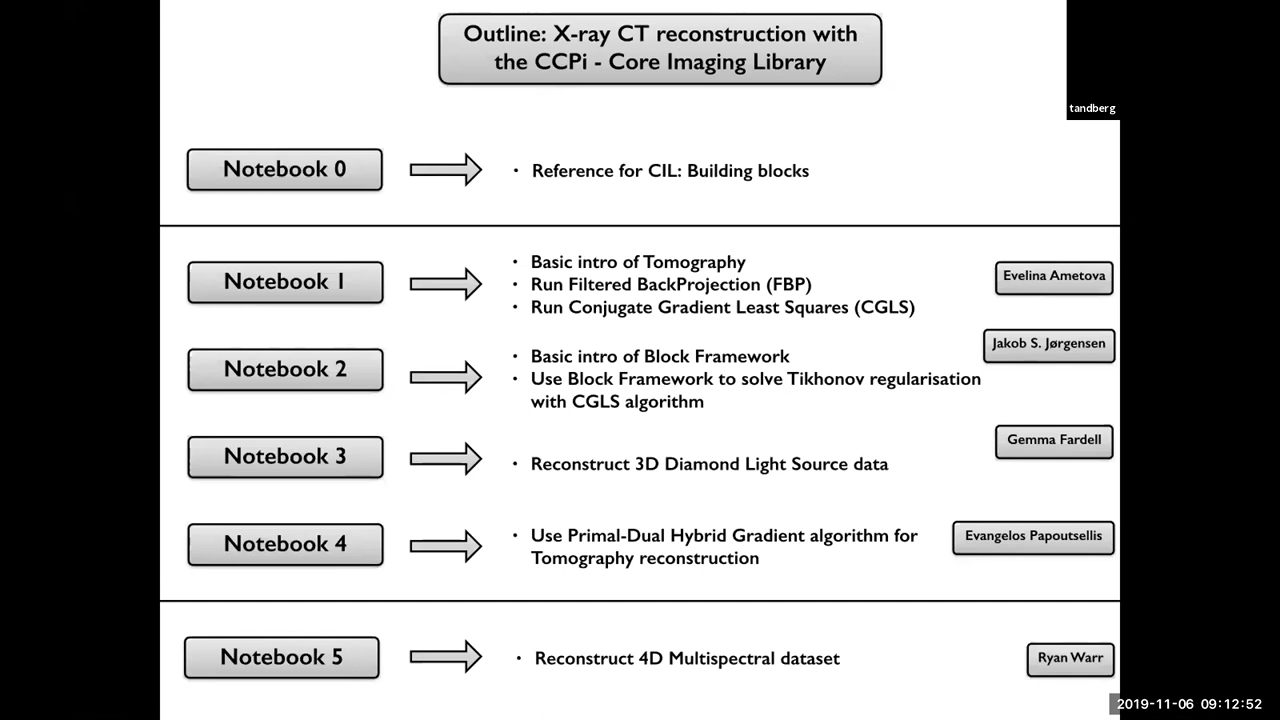 Outline: X-ray CT reconstruction with
the CCPi - Core Imaging Library
tandberg
Notebook 0
• Reference for CIL: Building blocks
Notebook 1
• Basic intro of Tomography
• Run Filtered BackProjection (FBP)
• Run Conjugate Gradient Least Squares (CGLS)
Evelina Ametova
Notebook 2
• Basic intro of Block Framework
• Use Block Framework to solve Tikhonov regularisation
with CGLS algorithm
Jakob S. Jørgensen
Notebook 3
• Reconstruct 3D Diamond Light Source data
Gemma Fardell
Notebook 4
• Use Primal-Dual Hybrid Gradient algorithm for
Tomography reconstruction
Evangelos Papoutsellis
Notebook 5
• Reconstruct 4D Multispectral dataset
Ryan Warr
2019-11-06 09:12:52